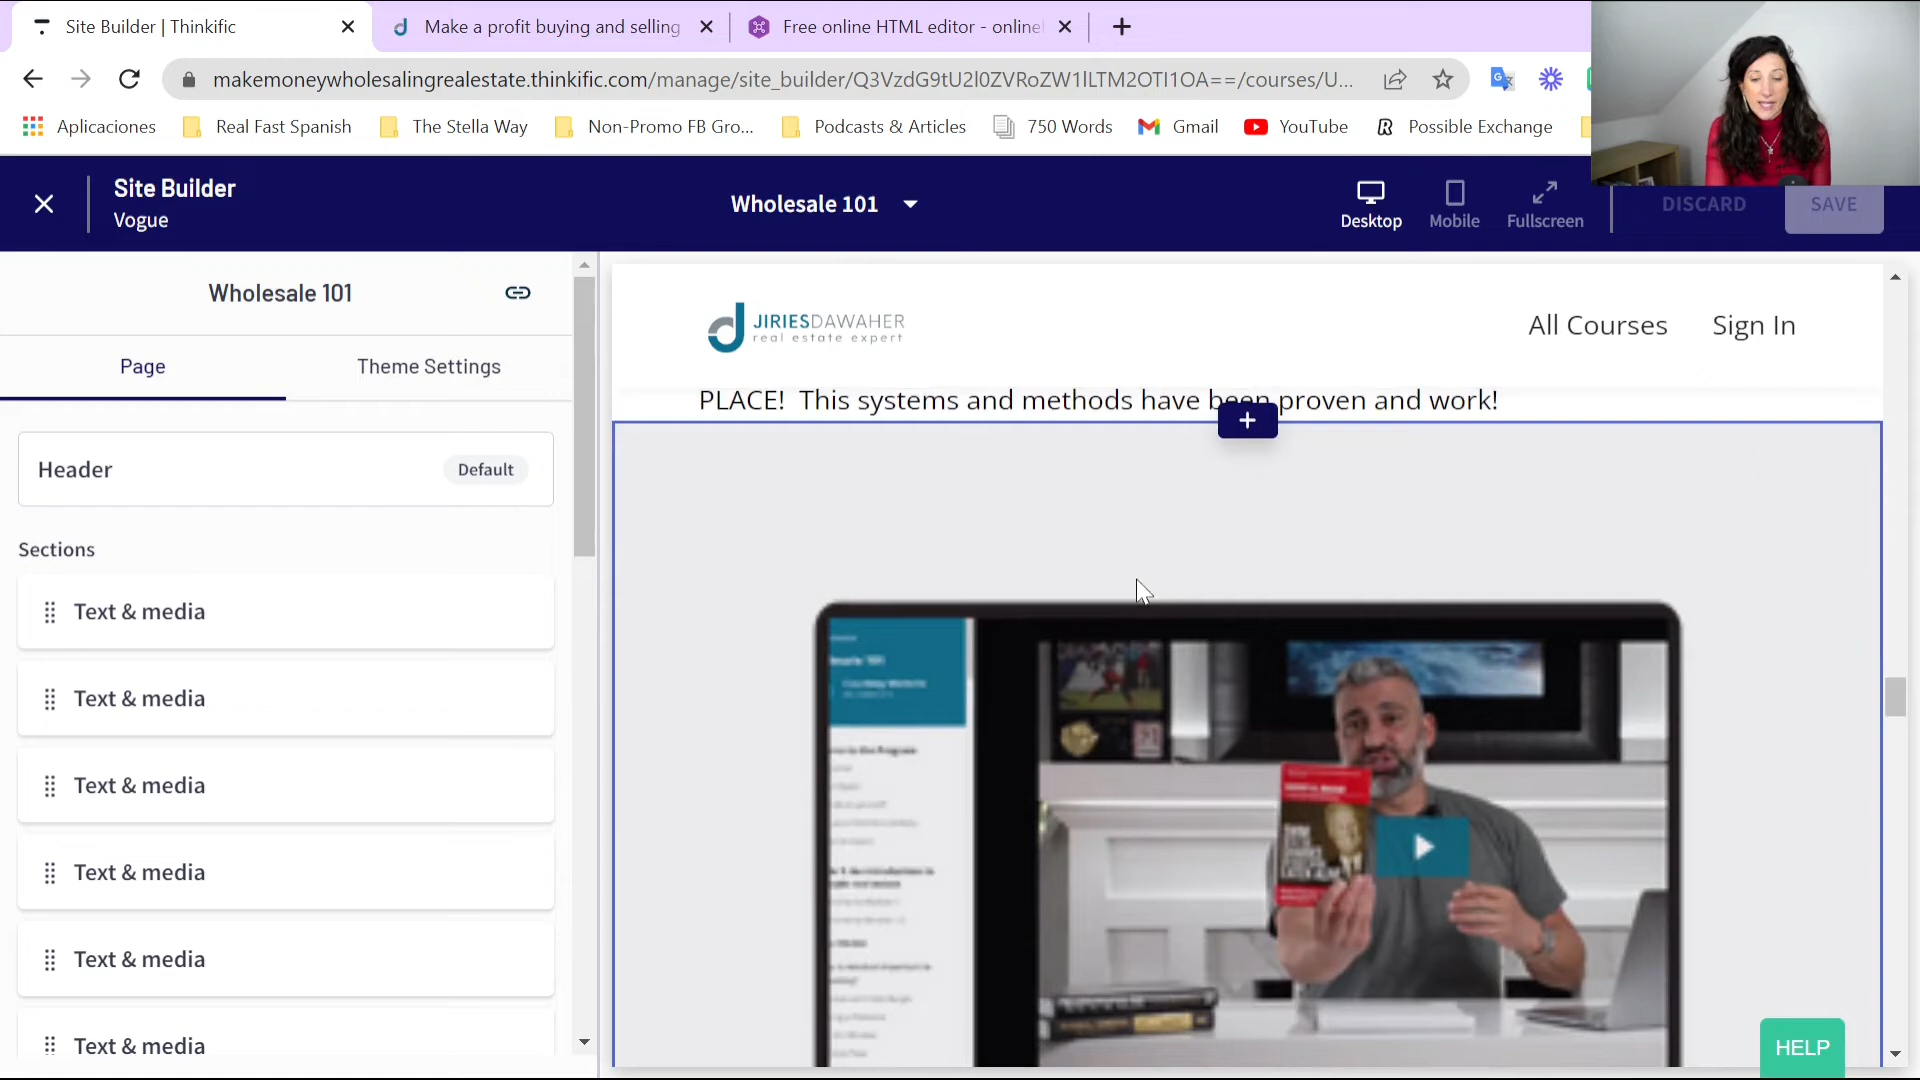 Site Builder | Thinkific
Make a profit buying and selling
Free online HTML editor - online
makemoneywholesalingrealestate.thinkific.com/manage/site_builder/Q3VzdG9tU2l0ZVRoZW1lLTM2OTI1OA==/courses/U...
Aplicaciones
Real Fast Spanish
The Stella Way
Non-Promo FB Gro...
Podcasts & Articles
750 Words
Gmail
YouTube
Possible Exchange
Site Builder
Vogue
Wholesale 101
Desktop
Mobile
Fullscreen
DISCARD
SAVE
Wholesale 101
Page
Theme Settings
Header
Default
Sections
Text & media
Text & media
Text & media
Text & media
Text & media
Text & media
JIRIESDAWAHER
real estate expert
All Courses
Sign In
PLACE! This systems and methods have been proven and work!
HELP